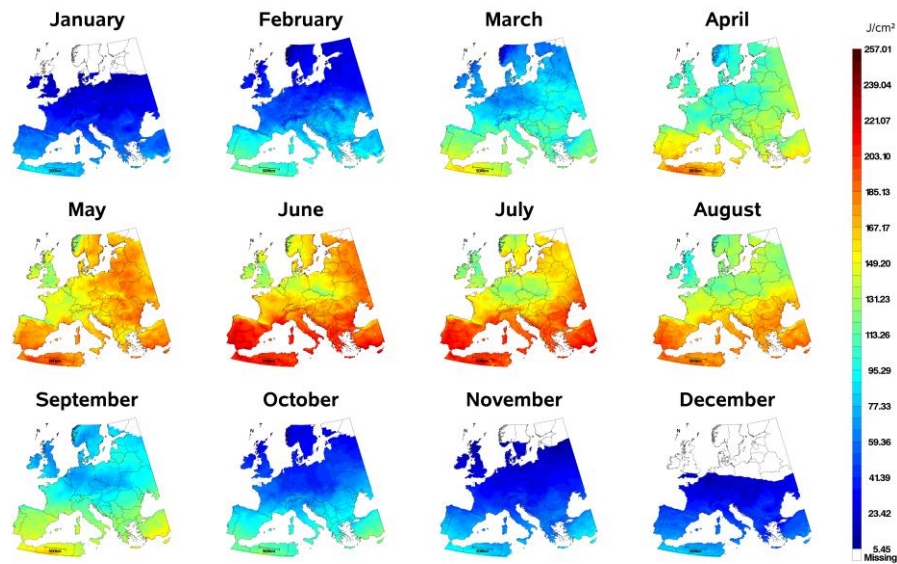 January
February
March
April
J/cm²
257.01
239.04
221.07
203.10
185.13
167.17
149.20
131.23
113.26
95.29
77.33
59.36
41.39
23.42
5.45
Missing
May
June
July
August
September
October
November
December